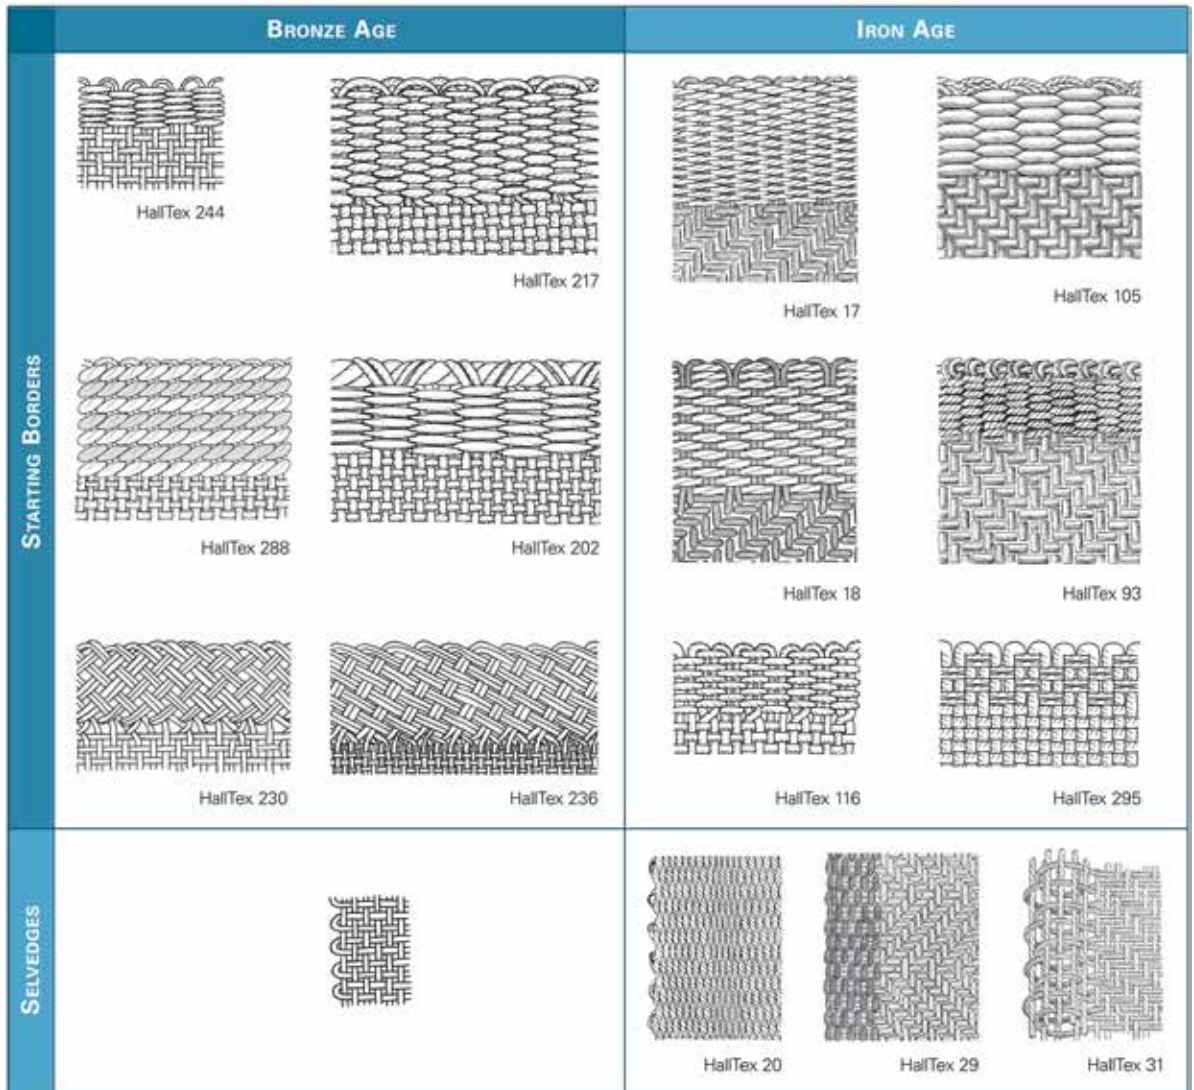 BRONZE AGE
IRON AGE
STARTING BORDERS
HallTex 244
HallTex 217
HallTex 17
HallTex 105
HallTex 288
HallTex 202
HallTex 18
HallTex 93
HallTex 230
HallTex 236
HallTex 116
HallTex 295
SELVEDGES
HallTex 20
HallTex 29
HallTex 31